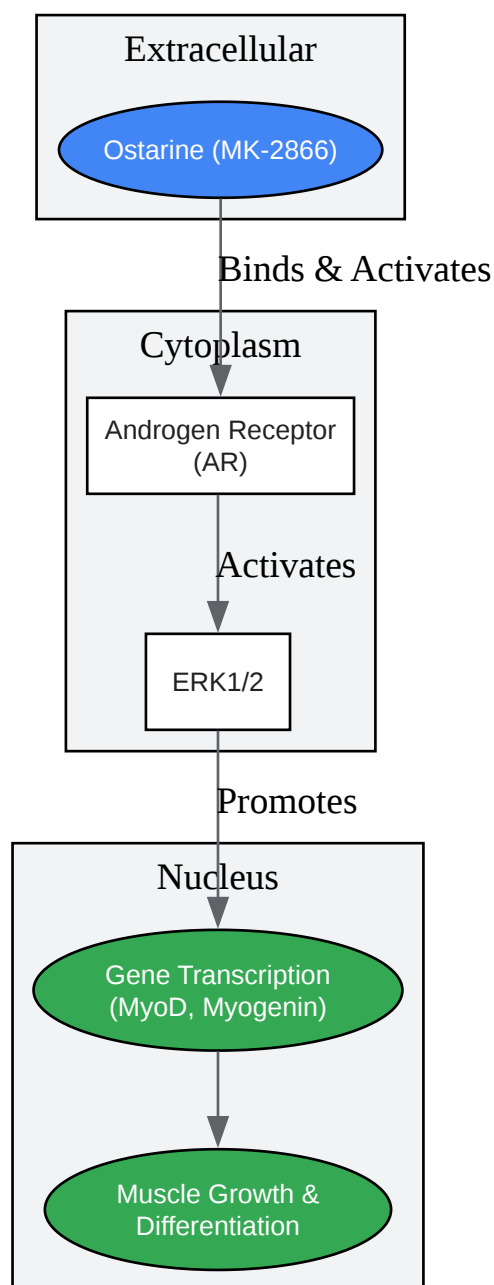 Extracellular
Ostarine (MK-2866)
Binds & Activates
Cytoplasm
Androgen Receptor
(AR)
Activates
ERK1/2
Promotes
Nucleus
Gene Transcription
(MyoD, Myogenin)
Muscle Growth &
Differentiation